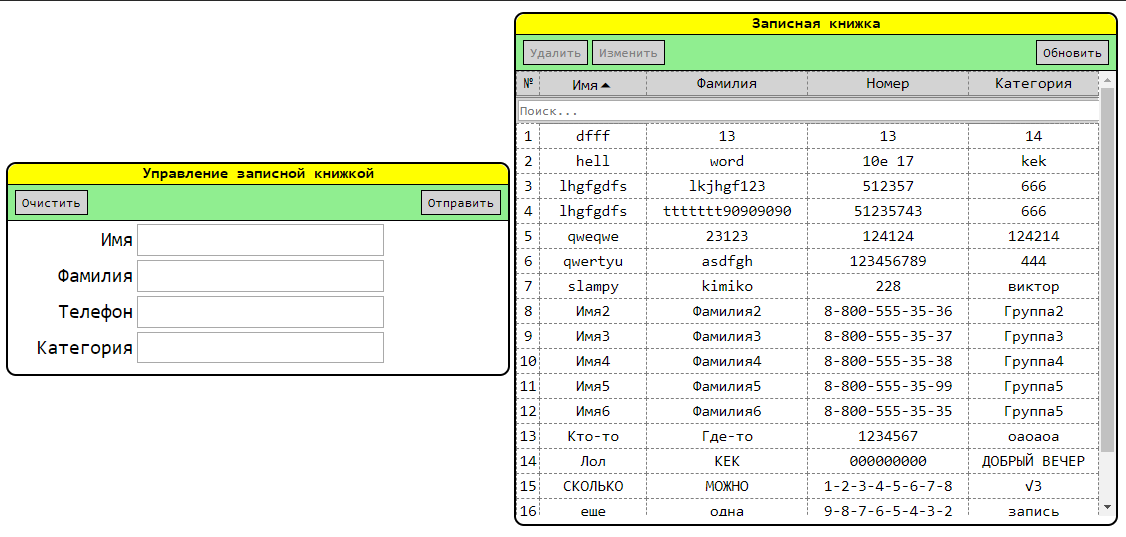 Управление записной книжкой
Очистить Отправить
Имя
Фамилия
Телефон
Категория
Записная книжка
Удалить Изменить Обновить
№ Имя Фамилия Номер Категория
Поиск...
1 dfff 13 13 14
2 hell word 10e 17 kek
3 lhgfgdfs lkjhgf123 512357 666
4 lhgfgdfs ttttttt90909090 51235743 666
5 qweqwe 23123 124124 124214
6 qwertyu asdfgh 123456789 444
7 slampy kimiko 228 виктор
8 Имя2 Фамилия2 8-800-555-35-36 Группа2
9 Имя3 Фамилия3 8-800-555-35-37 Группа3
10 Имя4 Фамилия4 8-800-555-35-38 Группа4
11 Имя5 Фамилия5 8-800-555-35-99 Группа5
12 Имя6 Фамилия6 8-800-555-35-35 Группа5
13 Кто-то Где-то 1234567 оаоаоа
14 Лол КЕК 000000000 ДОБРЫЙ ВЕЧЕР
15 СКОЛЬКО МОЖНО 1-2-3-4-5-6-7-8 √3
16 еще одна 9-8-7-6-5-4-3-2 запись